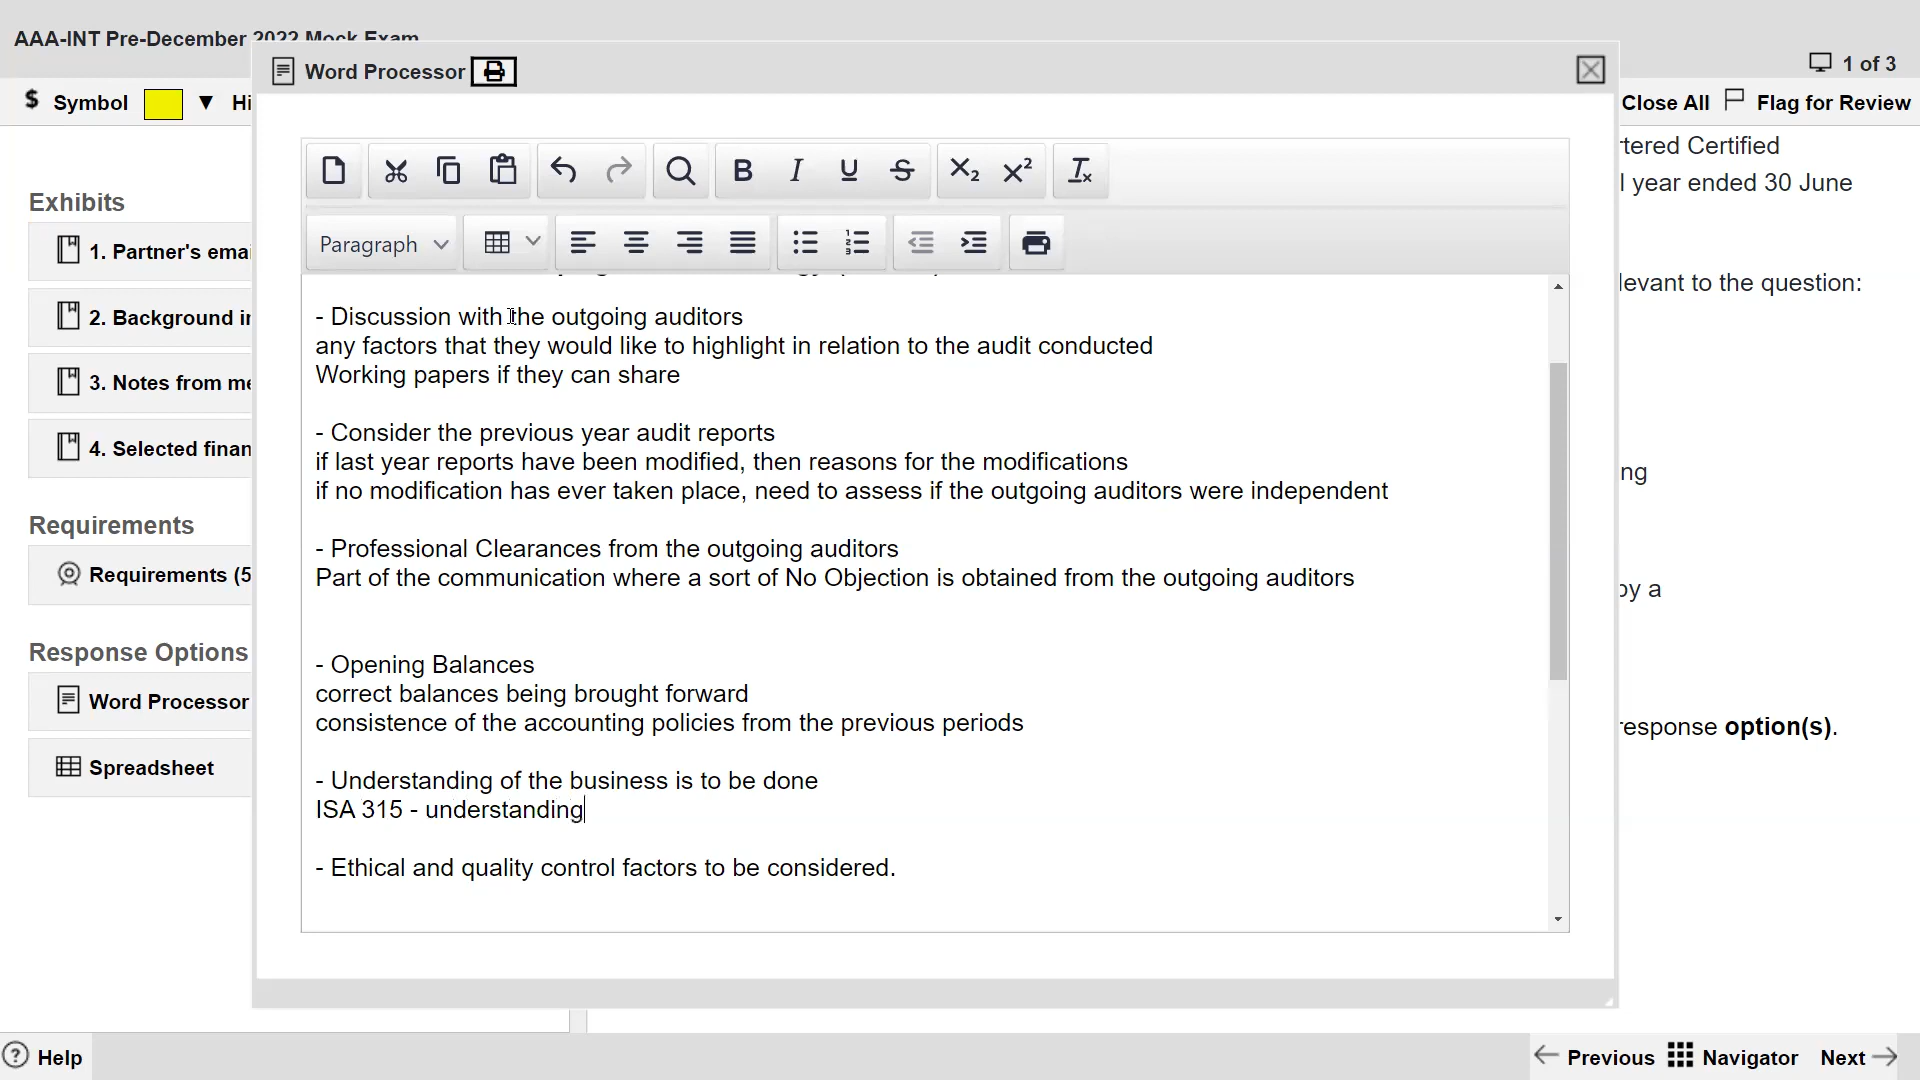 AAA-INT Pre-December 2022 Mock Exam
1 of 3
Symbol
Hi
Close All
Flag for Review
Word Processor
Paragraph
Exhibits
1. Partner's emai
2. Background in
3. Notes from me
4. Selected finan
Requirements
Requirements (5
Response Options
Word Processor
Spreadsheet
- Discussion with the outgoing auditors
any factors that they would like to highlight in relation to the audit conducted
Working papers if they can share
- Consider the previous year audit reports
if last year reports have been modified, then reasons for the modifications
if no modification has ever taken place, need to assess if the outgoing auditors were independent
- Professional Clearances from the outgoing auditors
Part of the communication where a sort of No Objection is obtained from the outgoing auditors
- Opening Balances
correct balances being brought forward
consistence of the accounting policies from the previous periods
- Understanding of the business is to be done
ISA 315 - understanding
- Ethical and quality control factors to be considered.
rtered Certified
l year ended 30 June
levant to the question:
ng
by a
response option(s).
Help
Previous
Navigator
Next